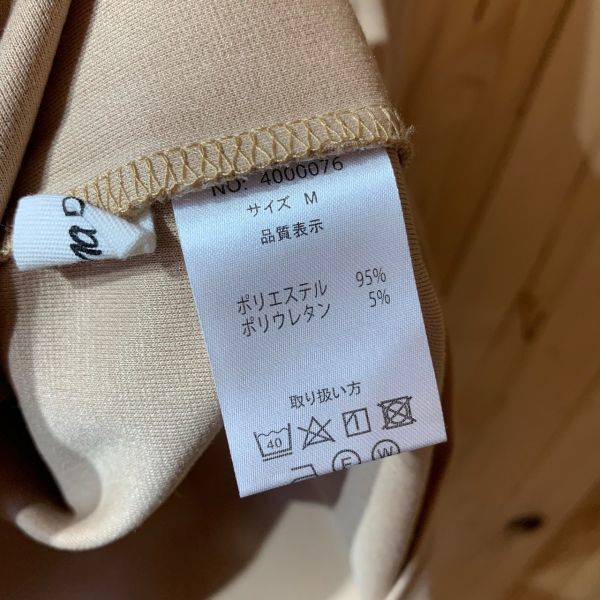 NO: 4000076
サイズ M
品質表示
ポリエステル 95%
ポリウレタン 5%
取り扱い方
40
F W